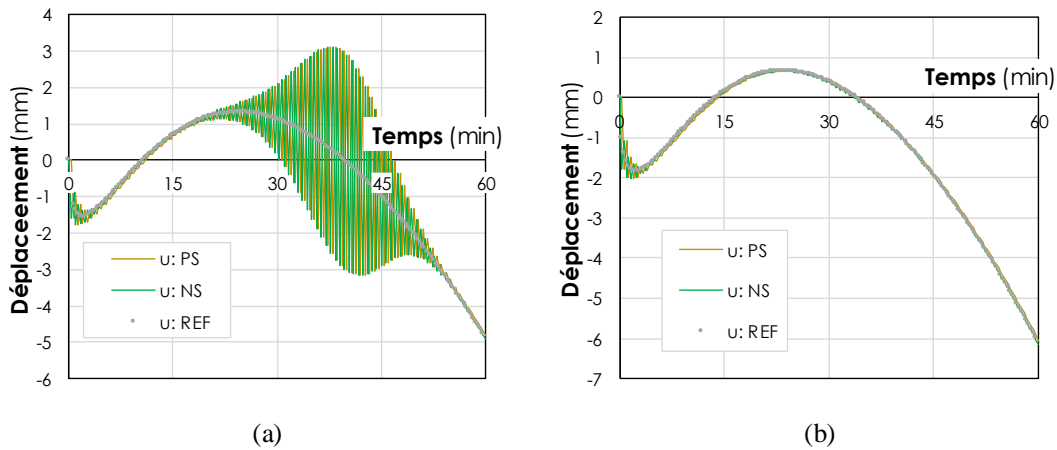 4
3
2
1
0
-1
-2
-3
-4
-5
-6
0
15
30
45
60
Déplaceement (mm)
Temps (min)
u: PS
u: NS
u: REF
(a)
2
1
0
-1
-2
-3
-4
-5
-6
-7
0
15
30
45
60
Déplacement (mm)
Temps (min)
u: PS
u: NS
u: REF
(b)